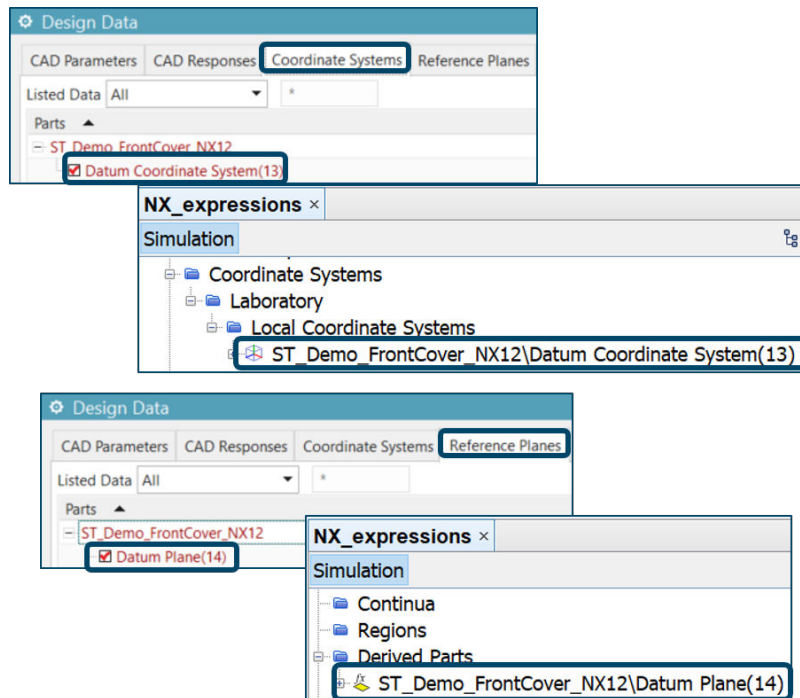 Design Data
CAD Parameters CAD Responses Coordinate Systems Reference Planes
Listed Data All *
Parts
ST_Demo_FrontCover_NX12
Datum Coordinate System(13)
NX_expressions ×
Simulation
Coordinate Systems
Laboratory
Local Coordinate Systems
ST_Demo_FrontCover_NX12\Datum Coordinate System(13)
Design Data
CAD Parameters CAD Responses Coordinate Systems Reference Planes
Listed Data All *
Parts
ST_Demo_FrontCover_NX12
Datum Plane(14)
NX_expressions ×
Simulation
Continua
Regions
Derived Parts
ST_Demo_FrontCover_NX12\Datum Plane(14)